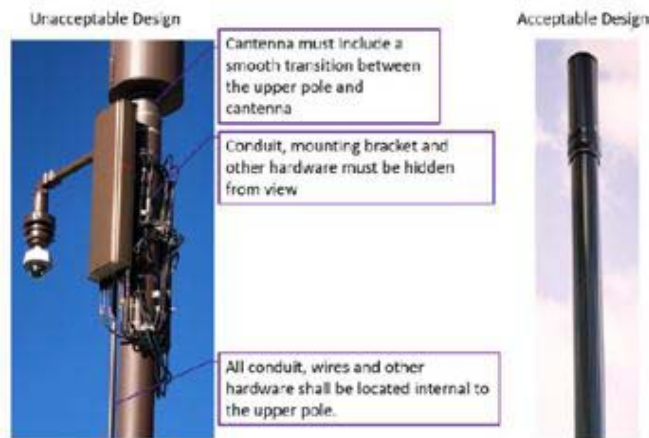 Unacceptable Design
Acceptable Design
Cantenna must include a
smooth transition between
the upper pole and
cantenna
Conduit, mounting bracket and
other hardware must be hidden
from view
All conduit, wires and other
hardware shall be located internal to
the upper pole.